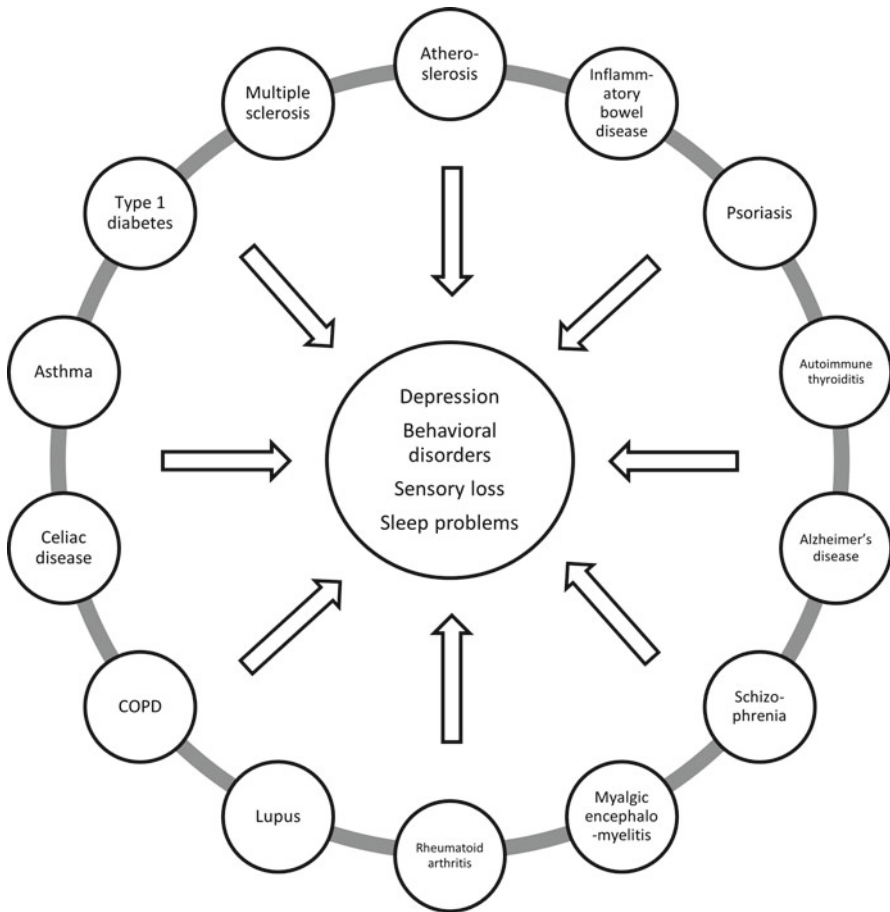 Athero-
slerosis
Inflamm-
atory
bowel
disease
Psoriasis
Autoimmune
thyroiditis
Alzheimer’s
disease
Schizo-
phrenia
Myalgic
encephalo
-myelitis
Rheumatoid
arthritis
Lupus
COPD
Celiac
disease
Asthma
Type 1
diabetes
Multiple
sclerosis
Depression
Behavioral
disorders
Sensory loss
Sleep problems